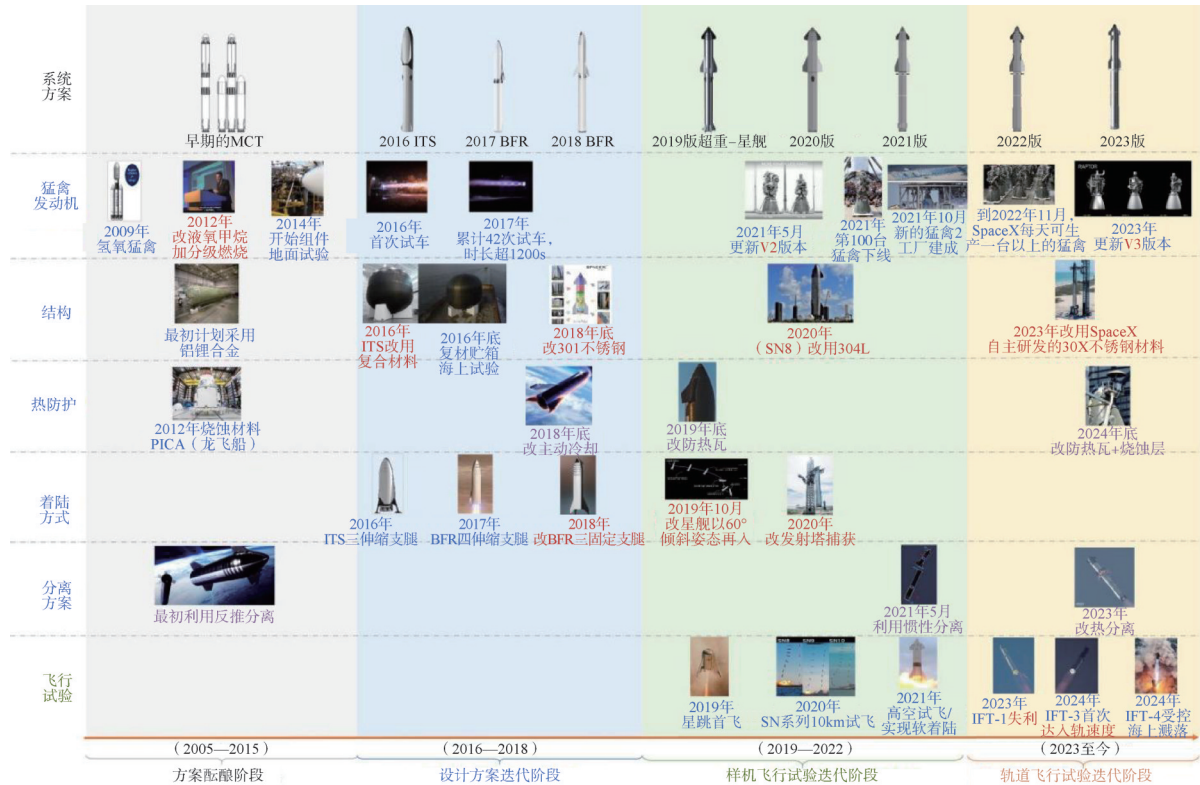 系统
方案
早期的MCT
2016 ITS
2017 BFR
2018 BFR
2019版超重-星舰
2020版
2021版
2022版
2023版
猛禽
发动机
2009年
氢氧猛禽
2012年
改液氧甲烷
加分级燃烧
2014年
开始组件
地面试验
2016年
首次试车
2017年
累计42次试车，
时长超1200s
2021年5月
更新V2版本
2021年
第100台
猛禽下线
2021年10月
新的猛禽2
工厂建成
到2022年11月，
SpaceX每天可生
产一台以上的猛禽
RAPTOR
2023年
更新V3版本
结构
最初计划采用
铝锂合金
2016年
ITS改用
复合材料
2016年底
复材贮箱
海上试验
2018年底
改301不锈钢
2020年
（SN8）改用304L
2023年改用SpaceX
自主研发的30X不锈钢材料
热防护
2012年烧蚀材料
PICA（龙飞船）
2018年底
改主动冷却
2019年底
改防热瓦
2024年底
改防热瓦+烧蚀层
着陆
方式
2016年
ITS三伸缩支腿
2017年
BFR四伸缩支腿
2018年
改BFR三固定支腿
2019年10月
改星舰以60°
倾斜姿态再入
2020年
改发射塔捕获
分离
方案
最初利用反推分离
2021年5月
利用惯性分离
2023年
改热分离
飞行
试验
2019年
星跳首飞
2020年
SN系列10km试飞
2021年
高空试飞/
实现软着陆
2023年
IFT-1失利
2024年
IFT-3首次
达入轨速度
2024年
IFT-4受控
海上溅落
（2005—2015）
（2016—2018）
（2019—2022）
（2023至今）
方案酝酿阶段
设计方案迭代阶段
样机飞行试验迭代阶段
轨道飞行试验迭代阶段